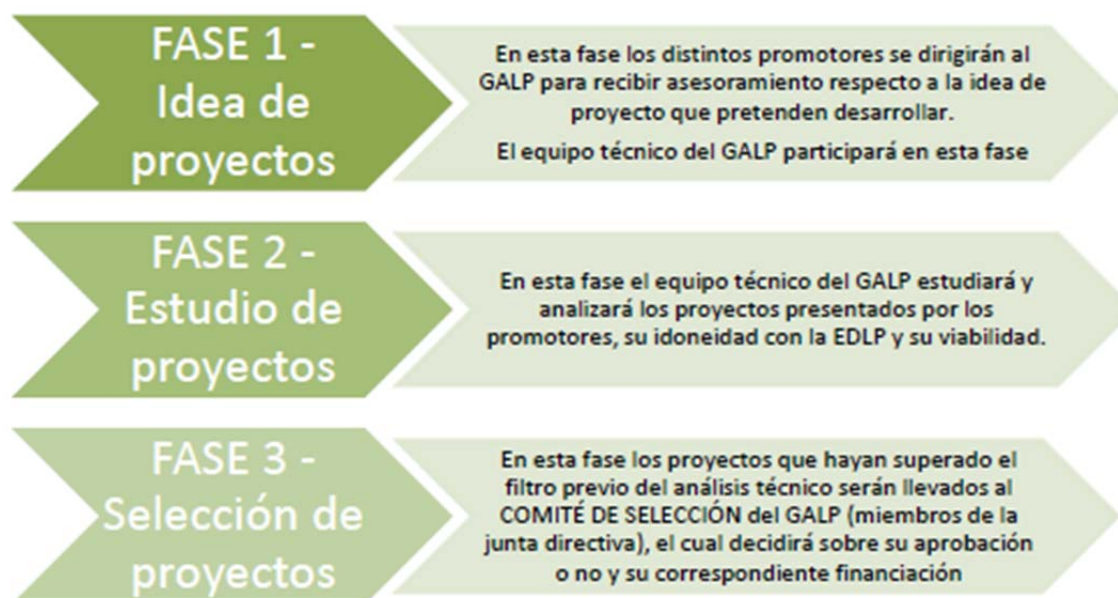 FASE 1 -
Idea de
proyectos
En esta fase los distintos promotores se dirigirán al
GALP para recibir asesoramiento respecto a la idea de
proyecto que pretenden desarrollar.
El equipo técnico del GALP participará en esta fase
FASE 2 -
Estudio de
proyectos
En esta fase el equipo técnico del GALP estudiará y
analizará los proyectos presentados por los
promotores, su idoneidad con la EDLP y su viabilidad.
FASE 3 -
Selección de
proyectos
En esta fase los proyectos que hayan superado el
filtro previo del análisis técnico serán llevados al
COMITÉ DE SELECCIÓN del GALP (miembros de la
junta directiva), el cual decidirá sobre su aprobación
o no y su correspondiente financiación